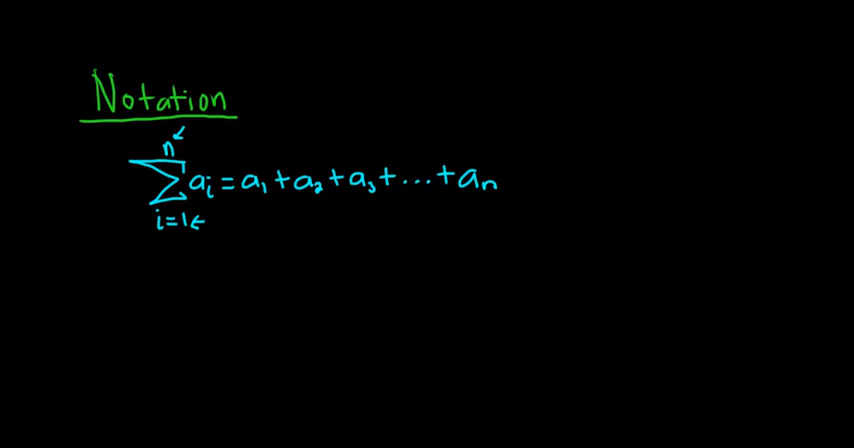 Notation
n
∑ aᵢ = a₁ + a₂ + a₃ + ... + aₙ
i=1